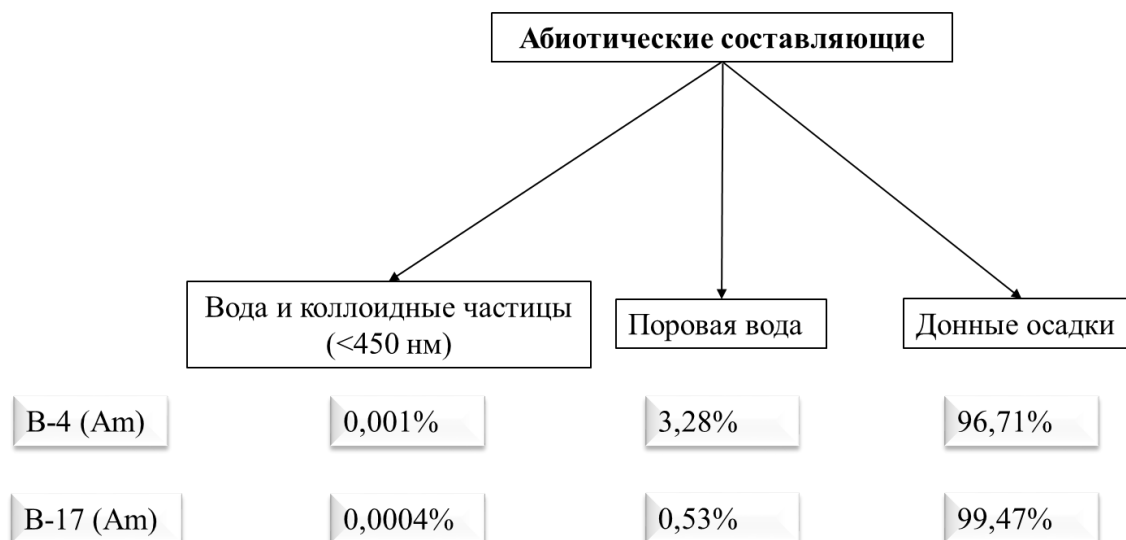 Абиотические составляющие
Вода и коллоидные частицы
(<450 нм)
Поровая вода
Донные осадки
В-4 (Am)
0,001%
3,28%
96,71%
В-17 (Am)
0,0004%
0,53%
99,47%